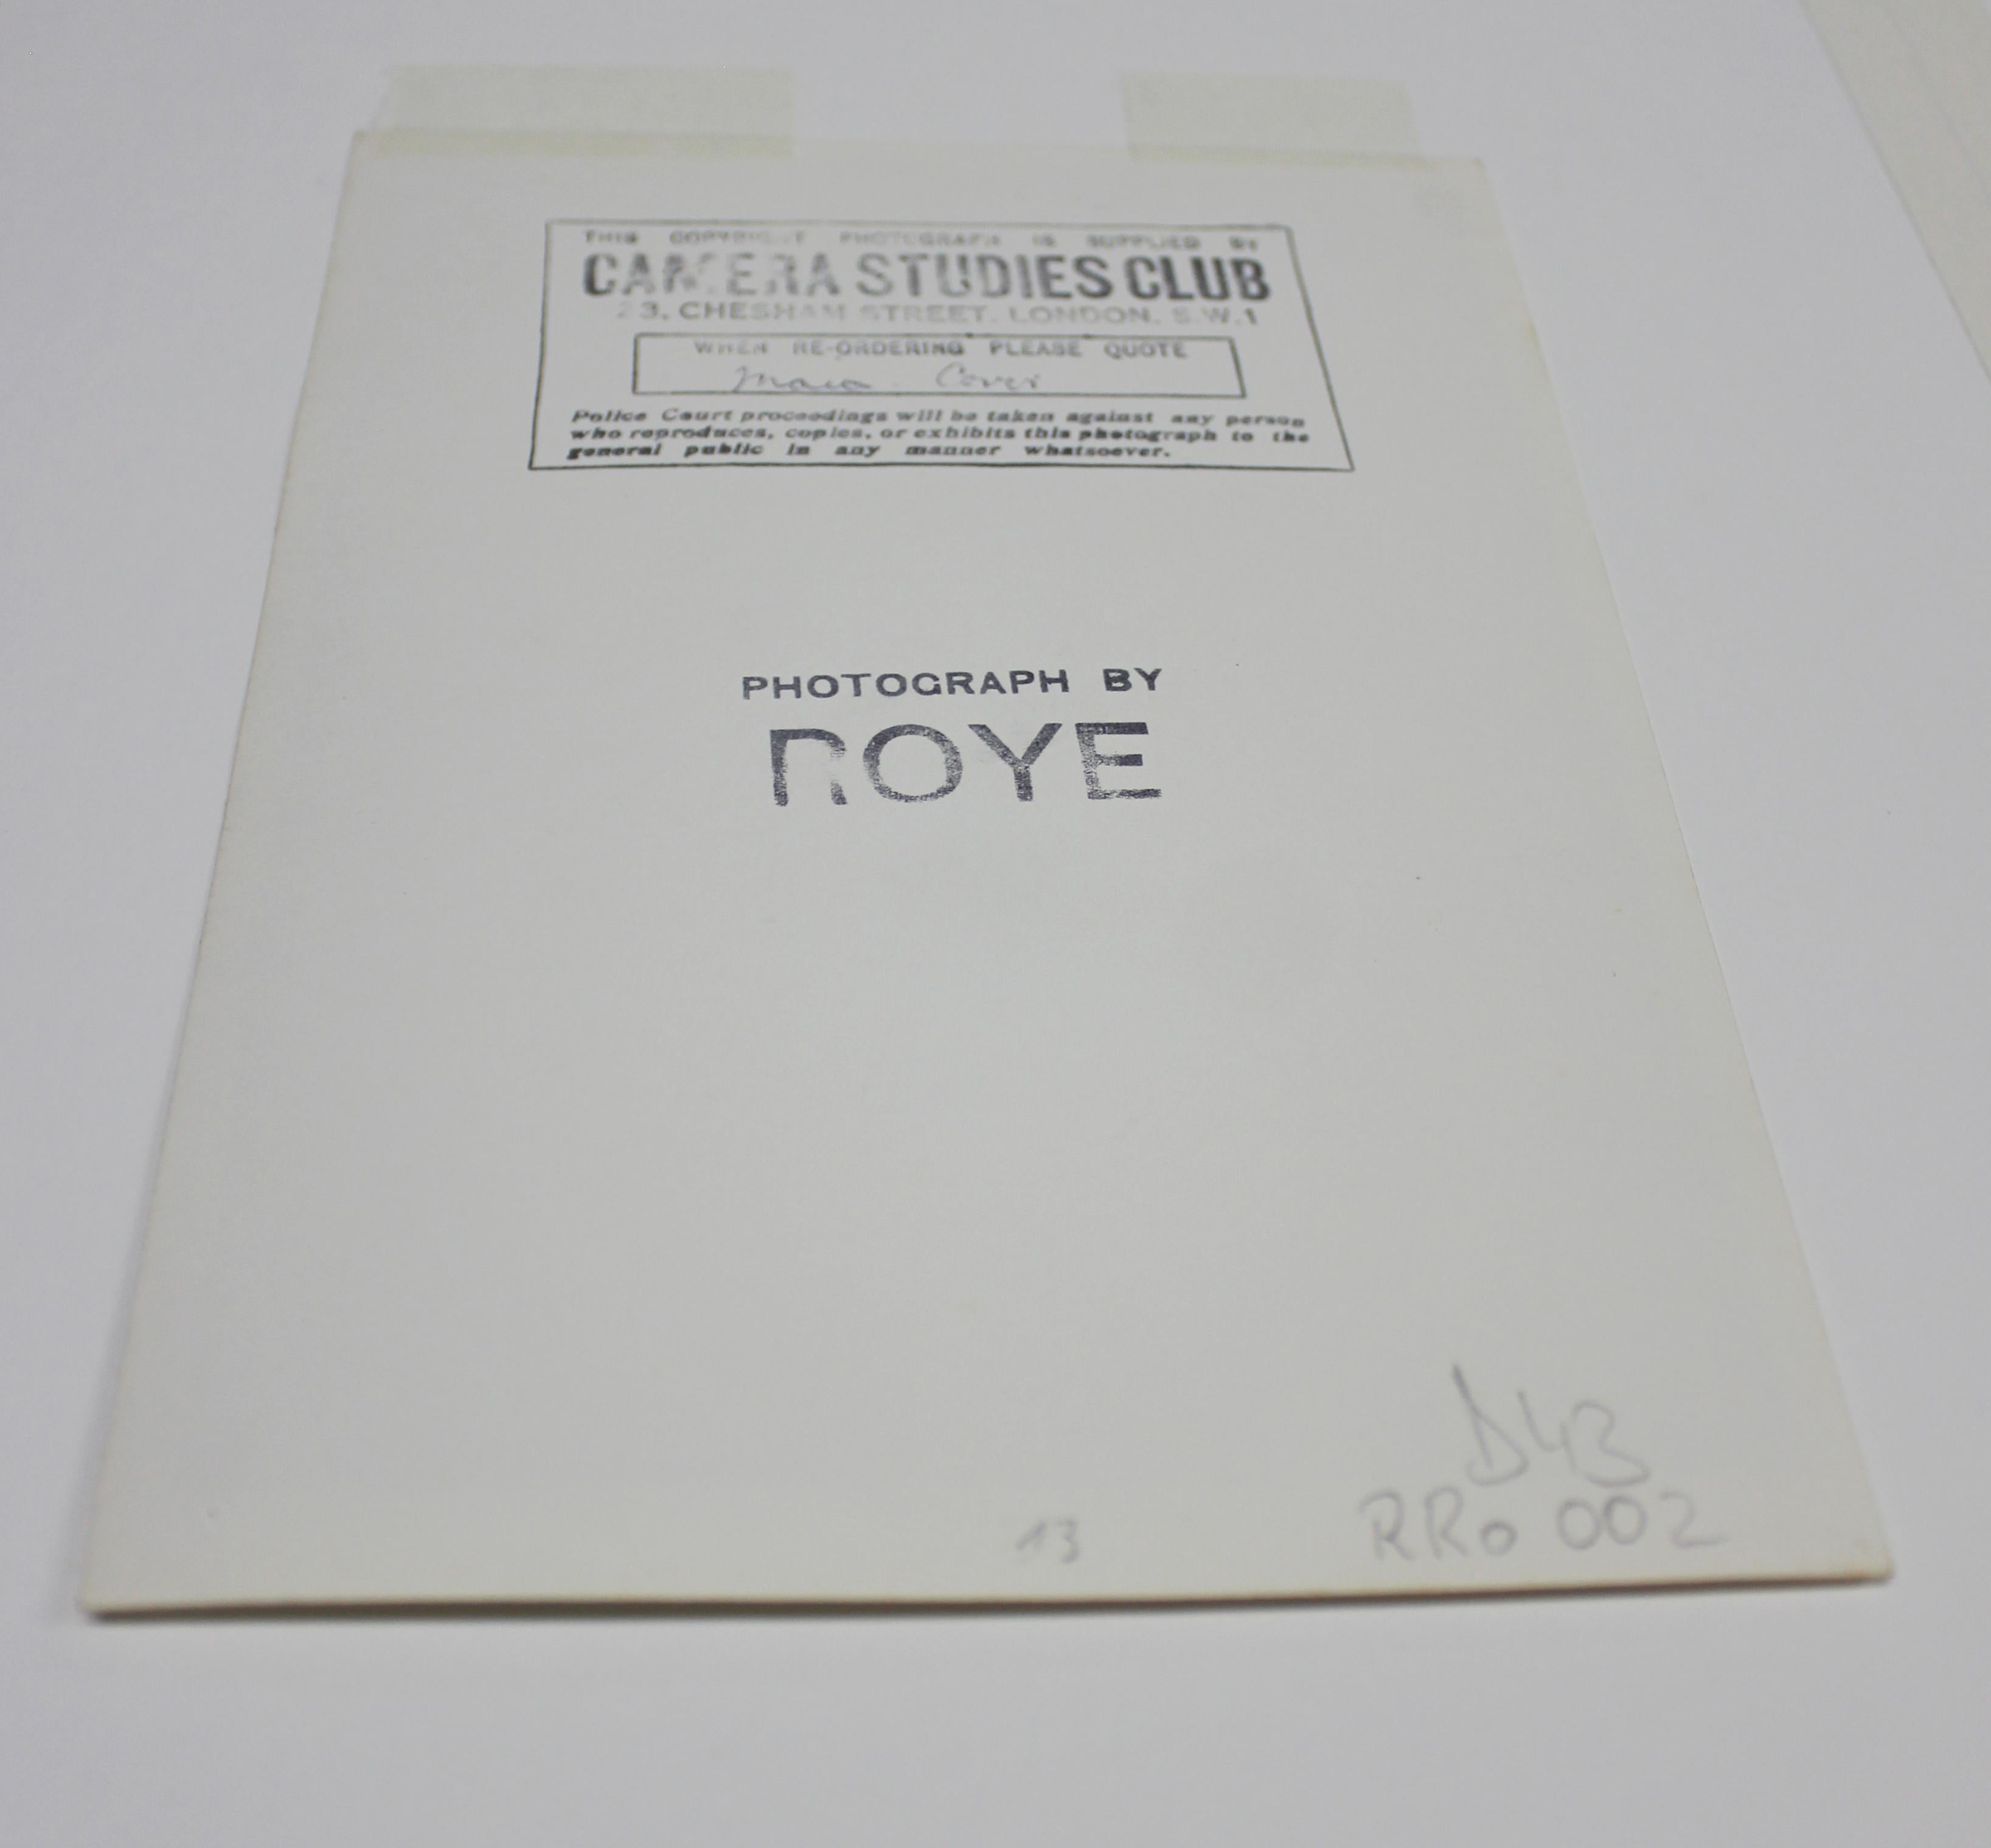 THIS COPYRIGHT PHOTOGRAPH IS SUPPLIED BY
CAMERA STUDIES CLUB
23, CHESHAM STREET, LONDON. S.W.1
WHEN RE-ORDERING PLEASE QUOTE
Police Court proceedings will be taken against any person
who reproduces, copies, or exhibits this photograph to the
general public in any manner whatsoever.
PHOTOGRAPH BY
ROYE
D43
RRo 002
13